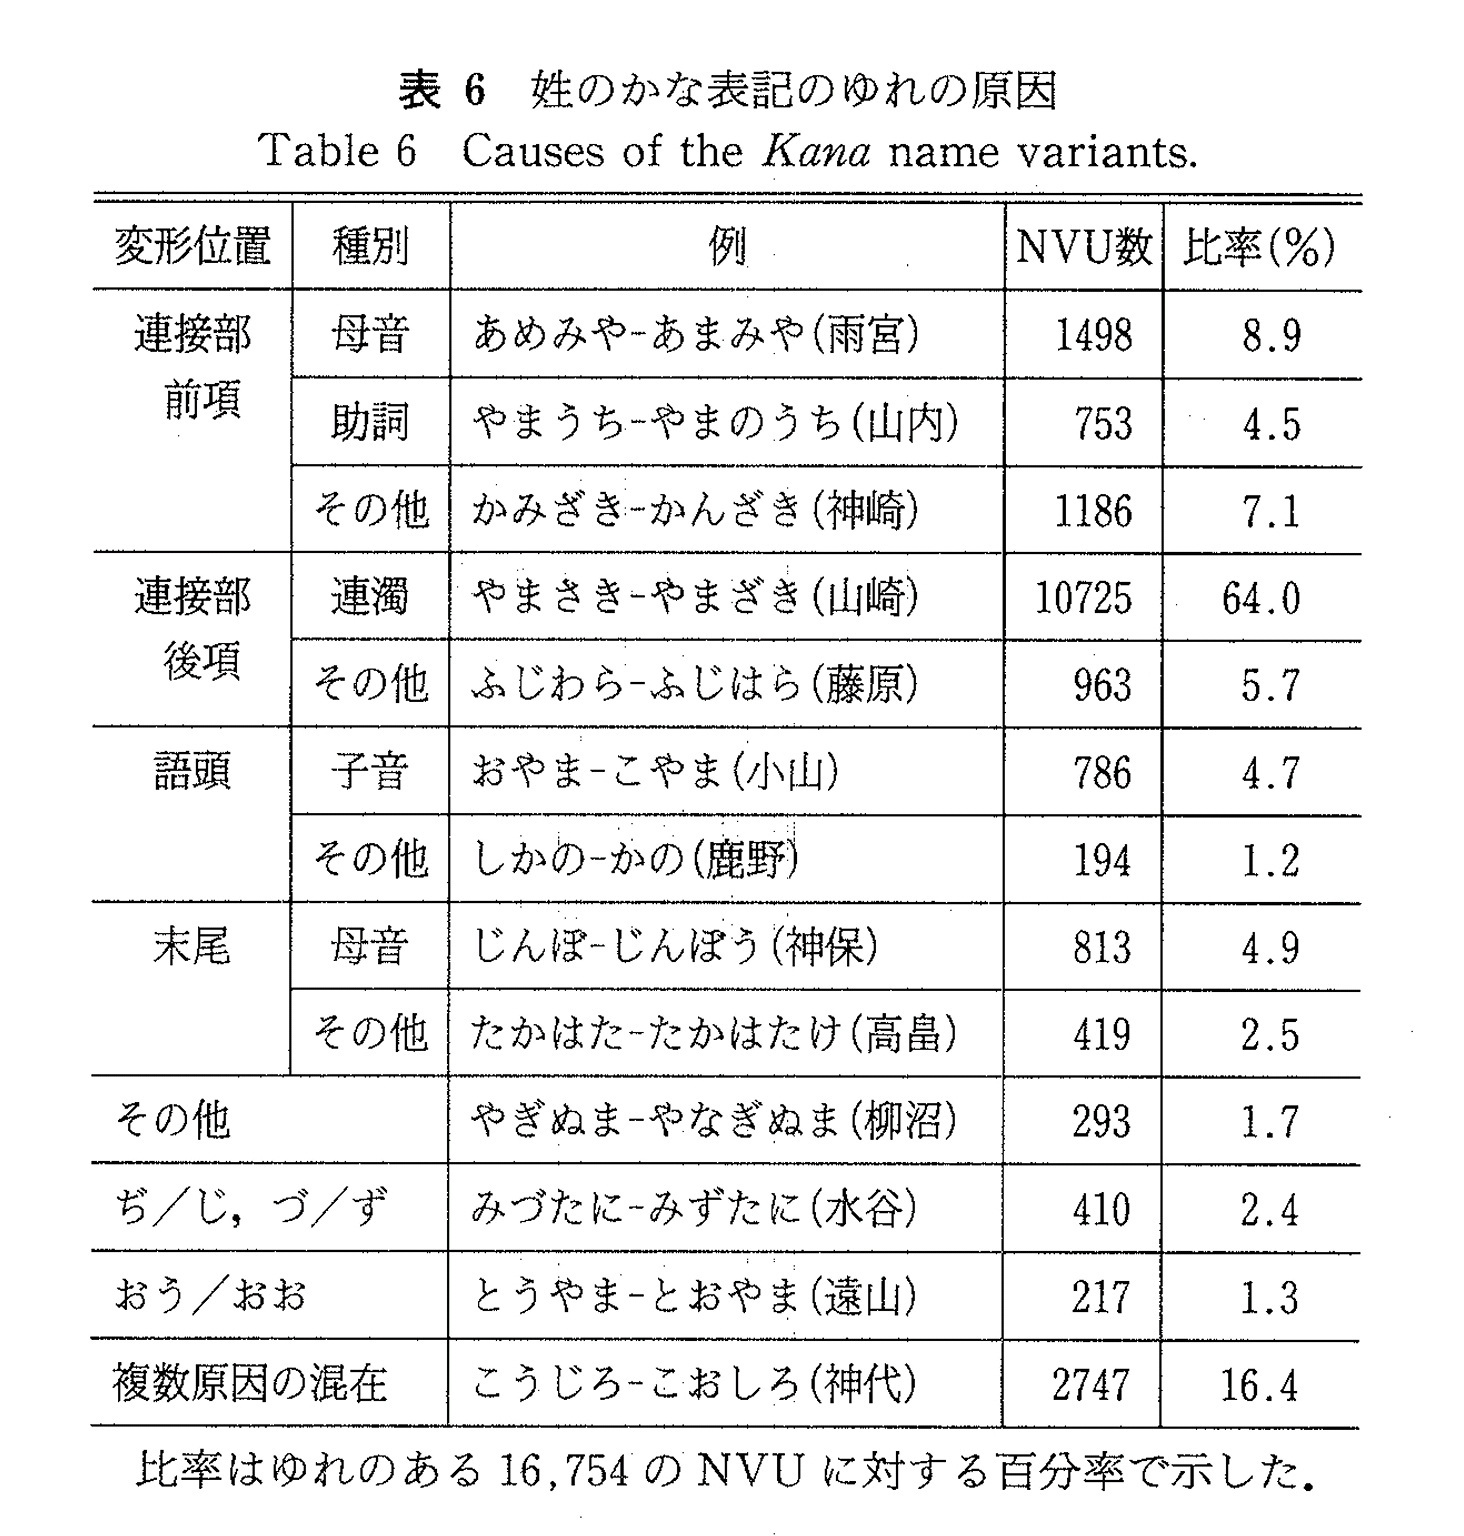 表 6 姓のかな表記のゆれの原因
Table 6 Causes of the Kana name variants.
変形位置 種別 例 NVU数 比率(%)
連接部 母音 あめみや-あまみや(雨宮) 1498 8.9
前項
助詞 やまうち-やまのうち(山内) 753 4.5
その他 かみざき-かんざき(神崎) 1186 7.1
連接部 連濁 やまさき-やまざき(山崎) 10725 64.0
後項
その他 ふじわら-ふじはら(藤原) 963 5.7
語頭 子音 おやま-こやま(小山) 786 4.7
その他 しかの-かの(鹿野) 194 1.2
末尾 母音 じんぼ-じんぼう(神保) 813 4.9
その他 たかはた-たかはたけ(高畠) 419 2.5
その他 やぎぬま-やなぎぬま(柳沼) 293 1.7
ぢ/じ, づ/ず みづたに-みずたに(水谷) 410 2.4
おう/おお とうやま-とおやま(遠山) 217 1.3
複数原因の混在 こうじろ-こおしろ(神代) 2747 16.4
比率はゆれのある 16,754 の NVU に対する百分率で示した.